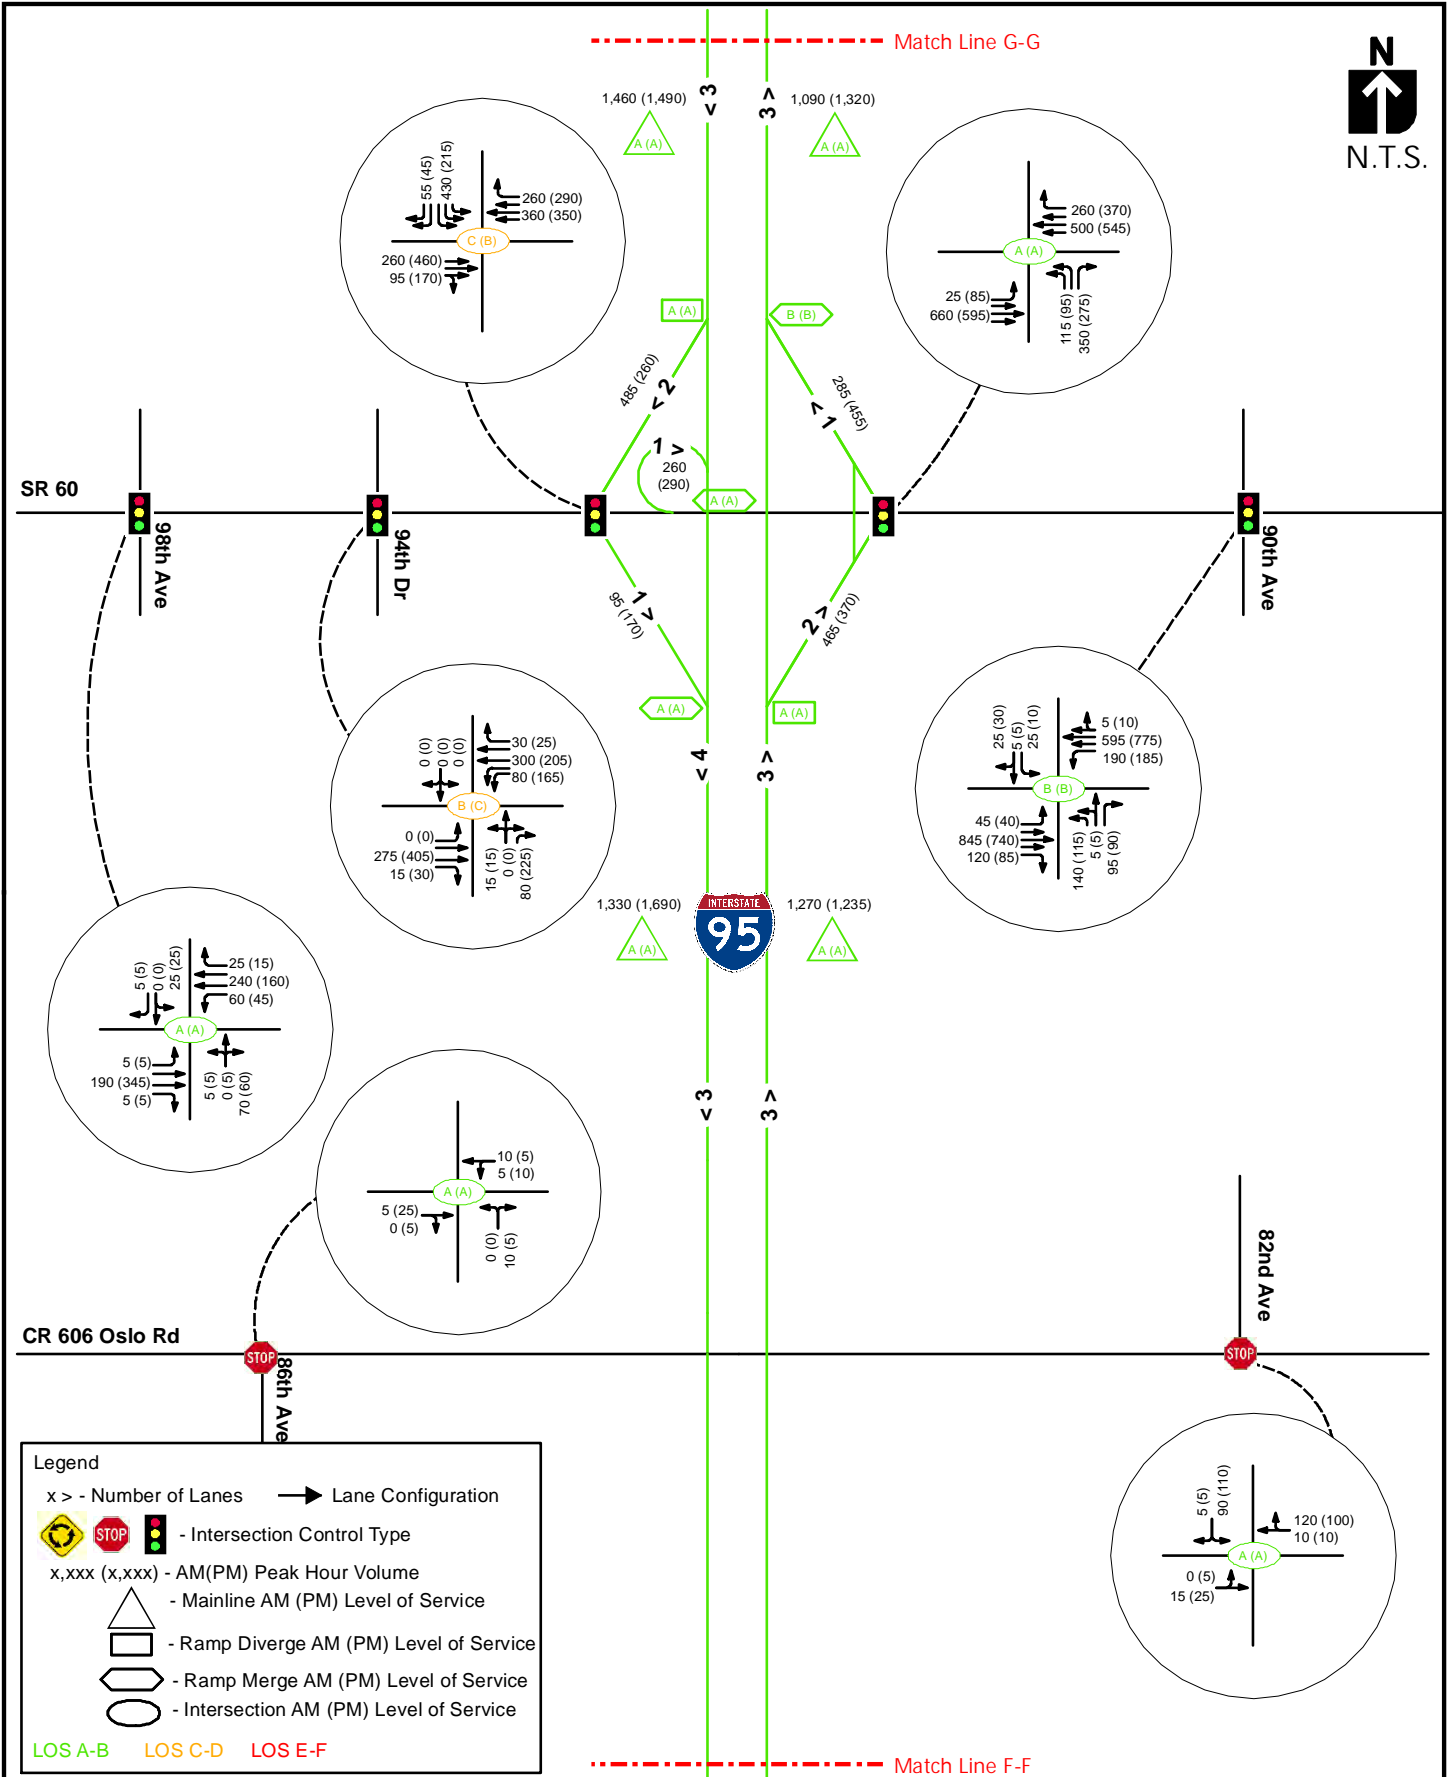 Match Line G-G
N
N.T.S.
1,460 (1,490)
< 3
3 >
1,090 (1,320)
A (A)
A (A)
55 (45)
430 (215)
260 (290)
360 (350)
C (B)
260 (460)
95 (170)
260 (370)
500 (545)
A (A)
25 (85)
660 (595)
115 (95)
350 (275)
A (A)
B (B)
485 (260)
< 2
285 (455)
< 1
1 >
260
(290)
A (A)
SR 60
98th Ave
94th Dr
90th Ave
1 >
95 (170)
2 >
465 (370)
A (A)
A (A)
0 (0)
0 (0)
0 (0)
30 (25)
300 (205)
80 (165)
B (C)
0 (0)
275 (405)
15 (30)
15 (15)
0 (0)
80 (225)
25 (30)
5 (5)
25 (10)
5 (10)
595 (775)
190 (185)
B (B)
45 (40)
845 (740)
120 (85)
140 (115)
5 (5)
95 (90)
< 4
3 >
1,330 (1,690)
INTERSTATE
95
1,270 (1,235)
A (A)
A (A)
5 (5)
0 (0)
25 (25)
25 (15)
240 (160)
60 (45)
A (A)
5 (5)
190 (345)
5 (5)
5 (5)
0 (5)
70 (60)
< 3
3 >
10 (5)
5 (10)
A (A)
5 (25)
0 (5)
0 (0)
10 (5)
82nd Ave
CR 606 Oslo Rd
STOP
STOP
86th Ave
5 (5)
90 (110)
120 (100)
10 (10)
A (A)
0 (5)
15 (25)
Legend
x > - Number of Lanes
Lane Configuration
STOP
- Intersection Control Type
x,xxx (x,xxx) - AM(PM) Peak Hour Volume
- Mainline AM (PM) Level of Service
- Ramp Diverge AM (PM) Level of Service
- Ramp Merge AM (PM) Level of Service
- Intersection AM (PM) Level of Service
LOS A-B LOS C-D LOS E-F
Match Line F-F